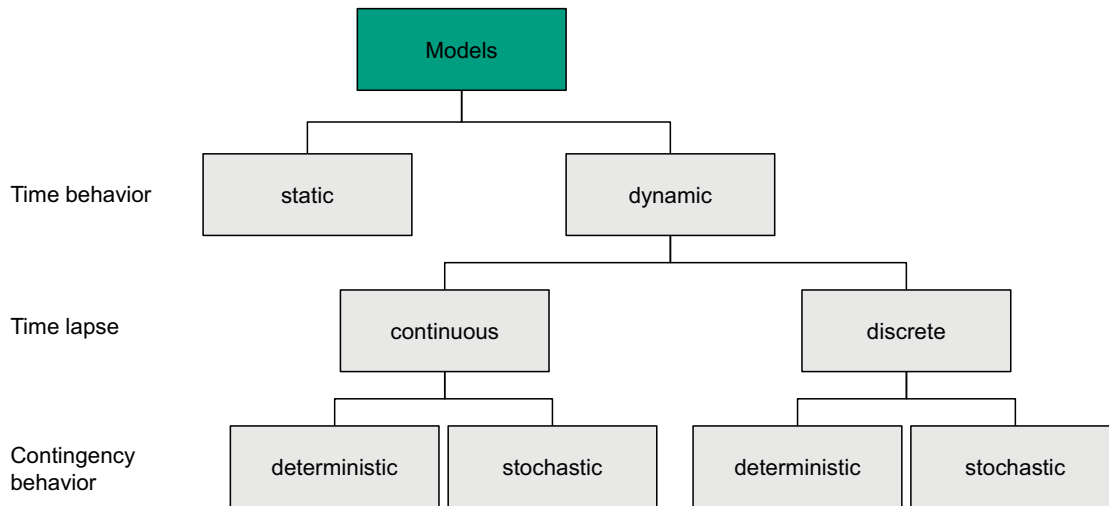 Models
Time behavior
static
dynamic
Time lapse
continuous
discrete
Contingency
behavior
deterministic
stochastic
deterministic
stochastic